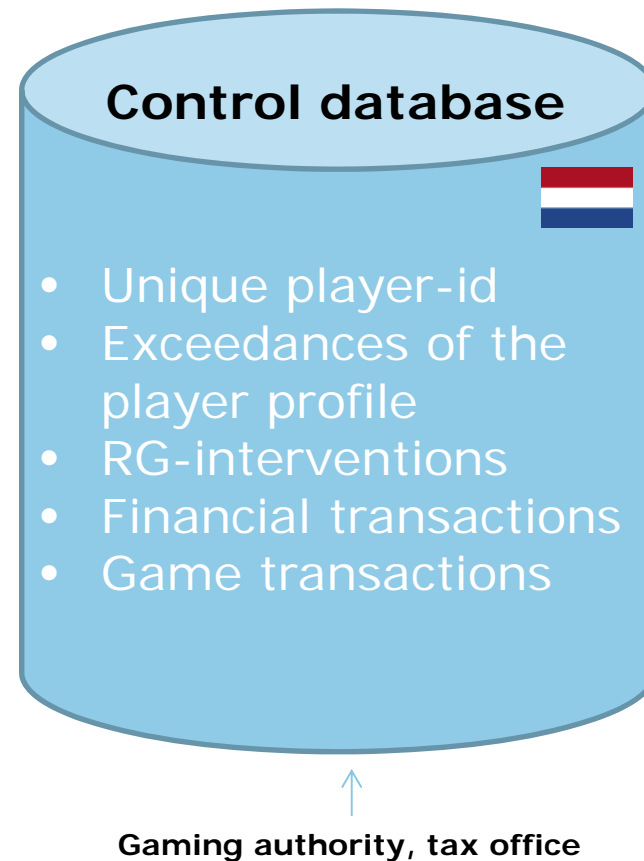 Control database
• Unique player-id
• Exceedances of the
player profile
• RG-interventions
• Financial transactions
• Game transactions
Gaming authority, tax office